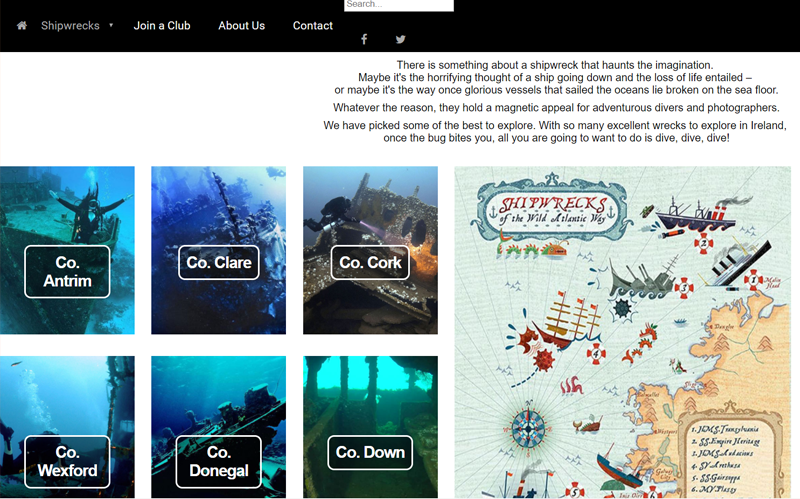 Search...
Shipwrecks
Join a Club
About Us
Contact
There is something about a shipwreck that haunts the imagination.
Maybe it's the horrifying thought of a ship going down and the loss of life entailed –
or maybe it's the way once glorious vessels that sailed the oceans lie broken on the sea floor.
Whatever the reason, they hold a magnetic appeal for adventurous divers and photographers.
We have picked some of the best to explore. With so many excellent wrecks to explore in Ireland,
once the bug bites you, all you are going to want to do is dive, dive, dive!
Co.
Antrim
Co. Clare
Co. Cork
Co.
Wexford
Co.
Donegal
Co. Down
SHIPWRECKS
of the Wild Atlantic Way
2
1
Malin
Head
3
4
1. HMS. Transylvania
2. SS. Empire Heritage
3. HMS. Audacious
4. SY. Arethusa
5. SS. Gairsoppa
6. MV. Plassy
Westport
Galway
City